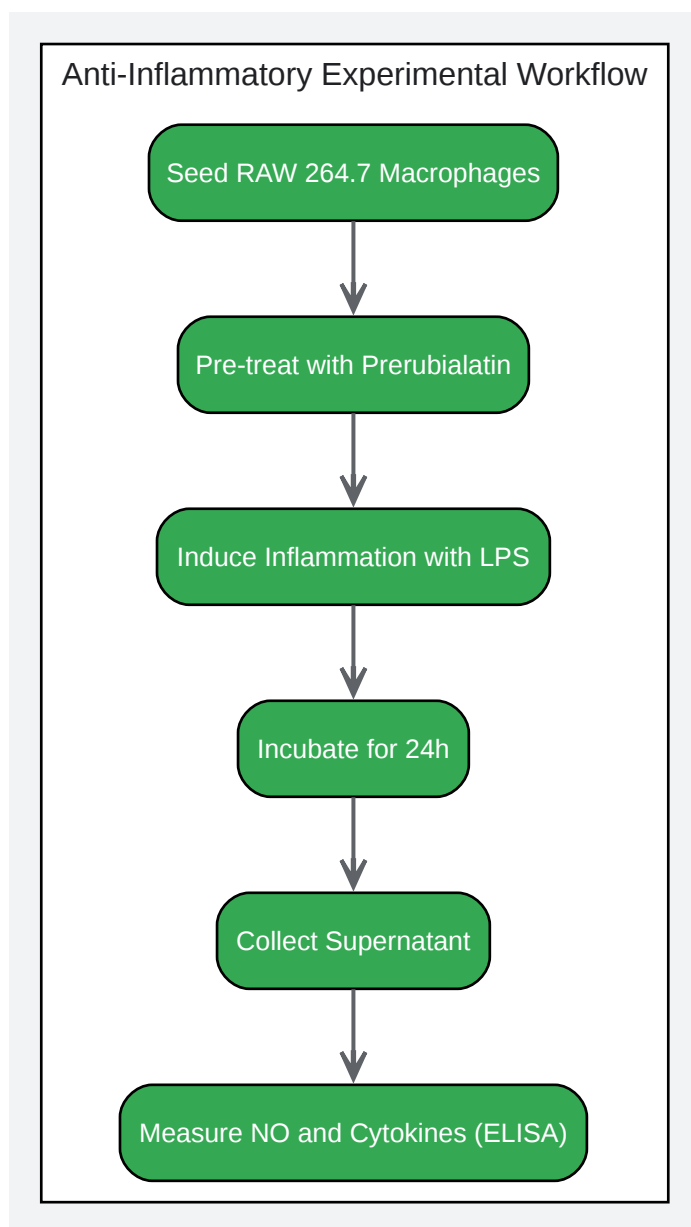 Anti-Inflammatory Experimental Workflow
Seed RAW 264.7 Macrophages
Pre-treat with Prerubialatin
Induce Inflammation with LPS
Incubate for 24h
Collect Supernatant
Measure NO and Cytokines (ELISA)